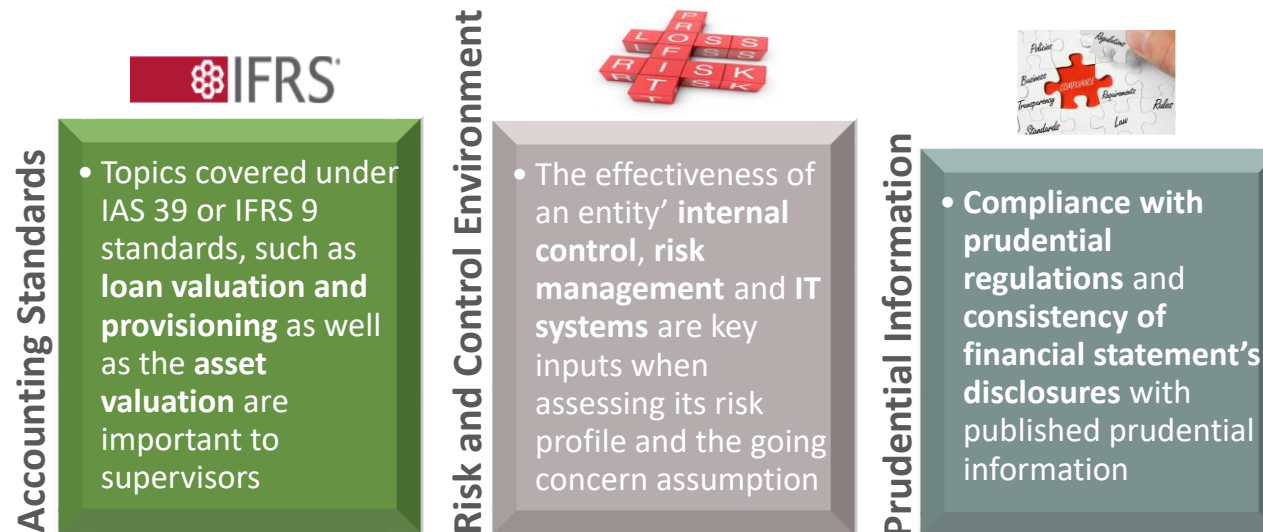 IFRS
Accounting Standards
• Topics covered under
IAS 39 or IFRS 9
standards, such as
loan valuation and
provisioning as well
as the asset
valuation are
important to
supervisors
PROFIT
LOSS
RISK
Risk and Control Environment
• The effectiveness of
an entity’ internal
control, risk
management and IT
systems are key
inputs when
assessing its risk
profile and the going
concern assumption
Policies
Regulations
Business
COMPLIANCE
Transparency
Requirements
Rules
Standards
Law
Prudential Information
• Compliance with
prudential
regulations and
consistency of
financial statement’s
disclosures with
published prudential
information